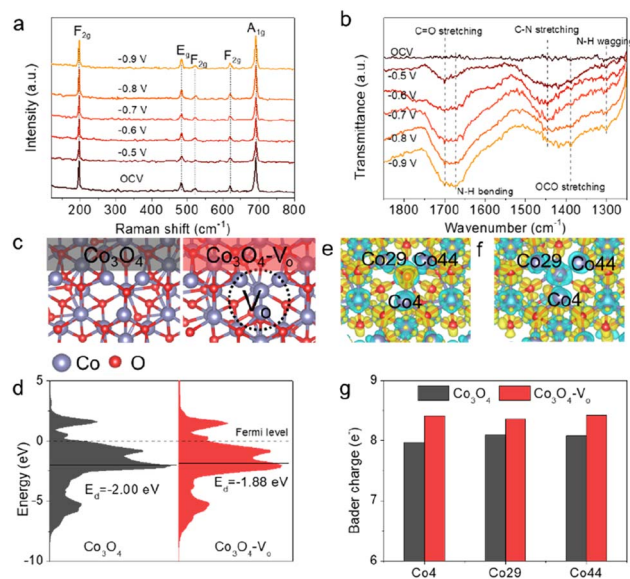 a
F2g
Eg
F2g
F2g
A1g
-0.9 V
-0.8 V
-0.7 V
-0.6 V
-0.5 V
OCV
Intensity (a.u.)
200 300 400 500 600 700 800
Raman shift (cm-1)
b
C=O stretching
C-N stretching
N-H wagging
OCV
-0.5 V
-0.6 V
-0.7 V
-0.8 V
-0.9 V
N-H bending
OCO stretching
Transmittance (a.u.)
1800 1700 1600 1500 1400 1300
Wavenumber (cm-1)
c
Co3O4
Co3O4-Vo
Vo
Co
O
e
Co29 Co44
Co4
f
Co29
Co44
Co4
d
Energy (eV)
5
0
-5
-10
Fermi level
Ed=-2.00 eV
Ed=-1.88 eV
Co3O4
Co3O4-Vo
g
Co3O4
Co3O4-Vo
Bader charge (e-)
9
8
7
6
Co4
Co29
Co44